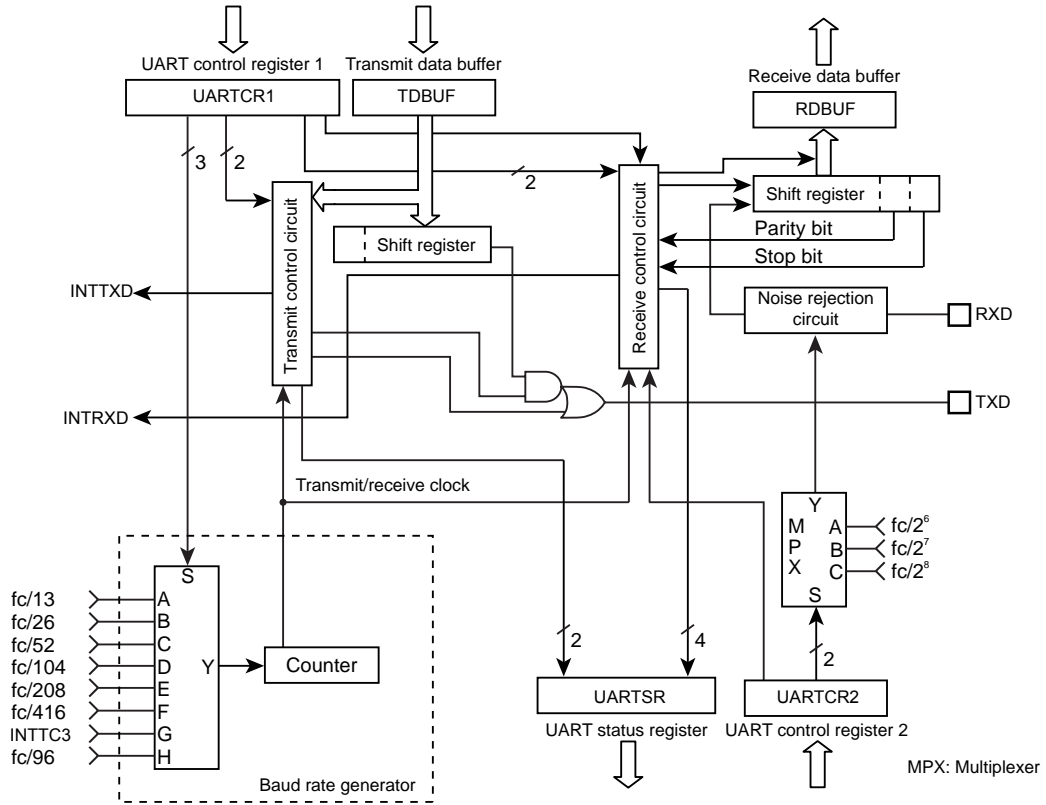 UART control register 1
Transmit data buffer
Receive data buffer
UARTCR1
TDBUF
RDBUF
3
2
2
Shift register
Shift register
Parity bit
Stop bit
Transmit control circuit
Receive control circuit
INTTXD
Noise rejection
circuit
RXD
INTRXD
TXD
Transmit/receive clock
Y
M
P
X
A
B
C
S
fc/2⁶
fc/2⁷
fc/2⁸
S
fc/13
A
fc/26
B
fc/52
C
fc/104
D
fc/208
E
fc/416
F
INTTC3
G
fc/96
H
Y
Counter
2
4
2
UARTSR
UARTCR2
UART status register
UART control register 2
Baud rate generator
MPX: Multiplexer